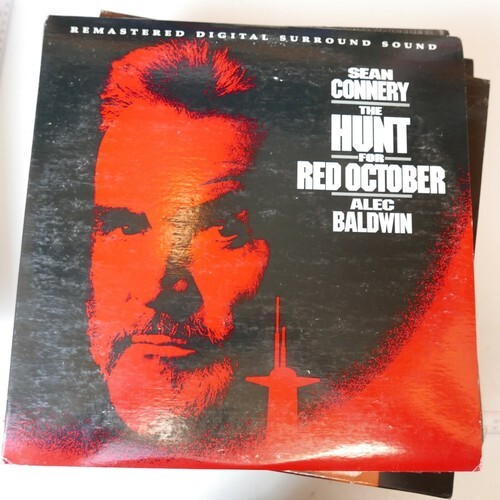 REMASTERED DIGITAL SURROUND SOUND
SEAN
CONNERY
THE
HUNT
FOR
RED OCTOBER
ALEC
BALDWIN